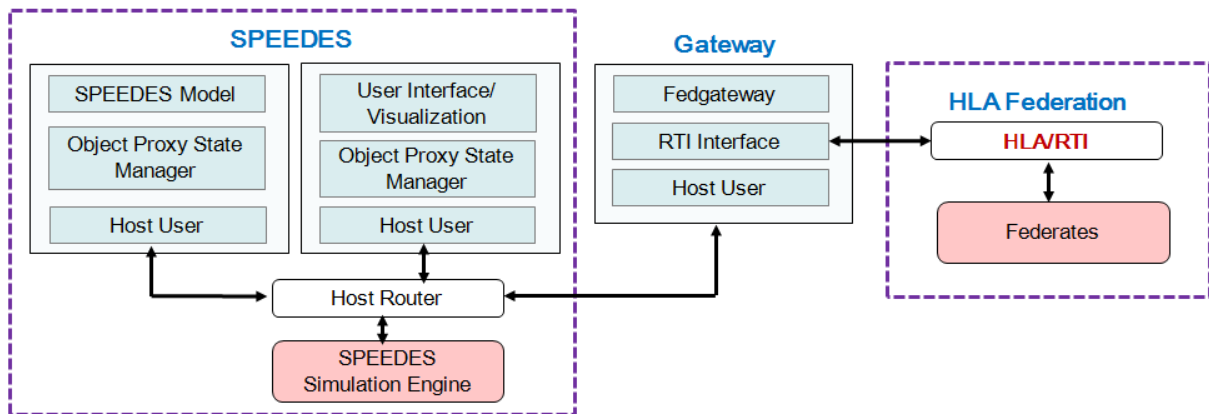 SPEEDES
SPEEDES Model
Object Proxy State
Manager
Host User
User Interface/
Visualization
Object Proxy State
Manager
Host User
Host Router
SPEEDES
Simulation Engine
Gateway
Fedgateway
RTI Interface
Host User
HLA Federation
HLA/RTI
Federates